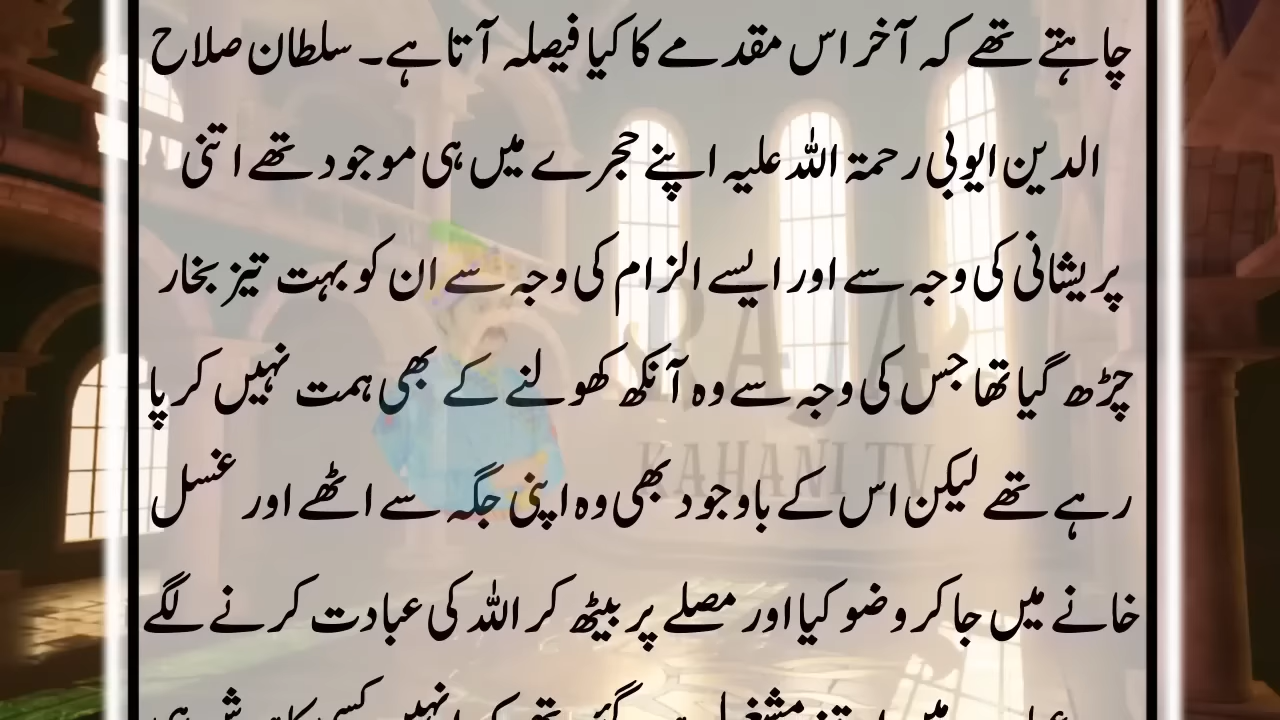 چاہتے تھے کہ آخر اس مقدمے کا کیا فیصلہ آتا ہے۔ سلطان صلاح
الدین ایوبی رحمۃ اللہ علیہ اپنے حجرے میں ہی موجود تھے اتنی
پریشانی کی وجہ سے اور ایسے الزام کی وجہ سے ان کو بہت تیز بخار
چڑھ گیا تھا جس کی وجہ سے وہ آنکھ کھولنے کے بھی ہمت نہیں کر پا
رہے تھے لیکن اس کے باوجود بھی وہ اپنی جگہ سے اٹھے اور غسل
خانے میں جا کر وضو کیا اور مصلے پر بیٹھ کر اللہ کی عبادت کرنے لگے
RAJA
KAHANI TV